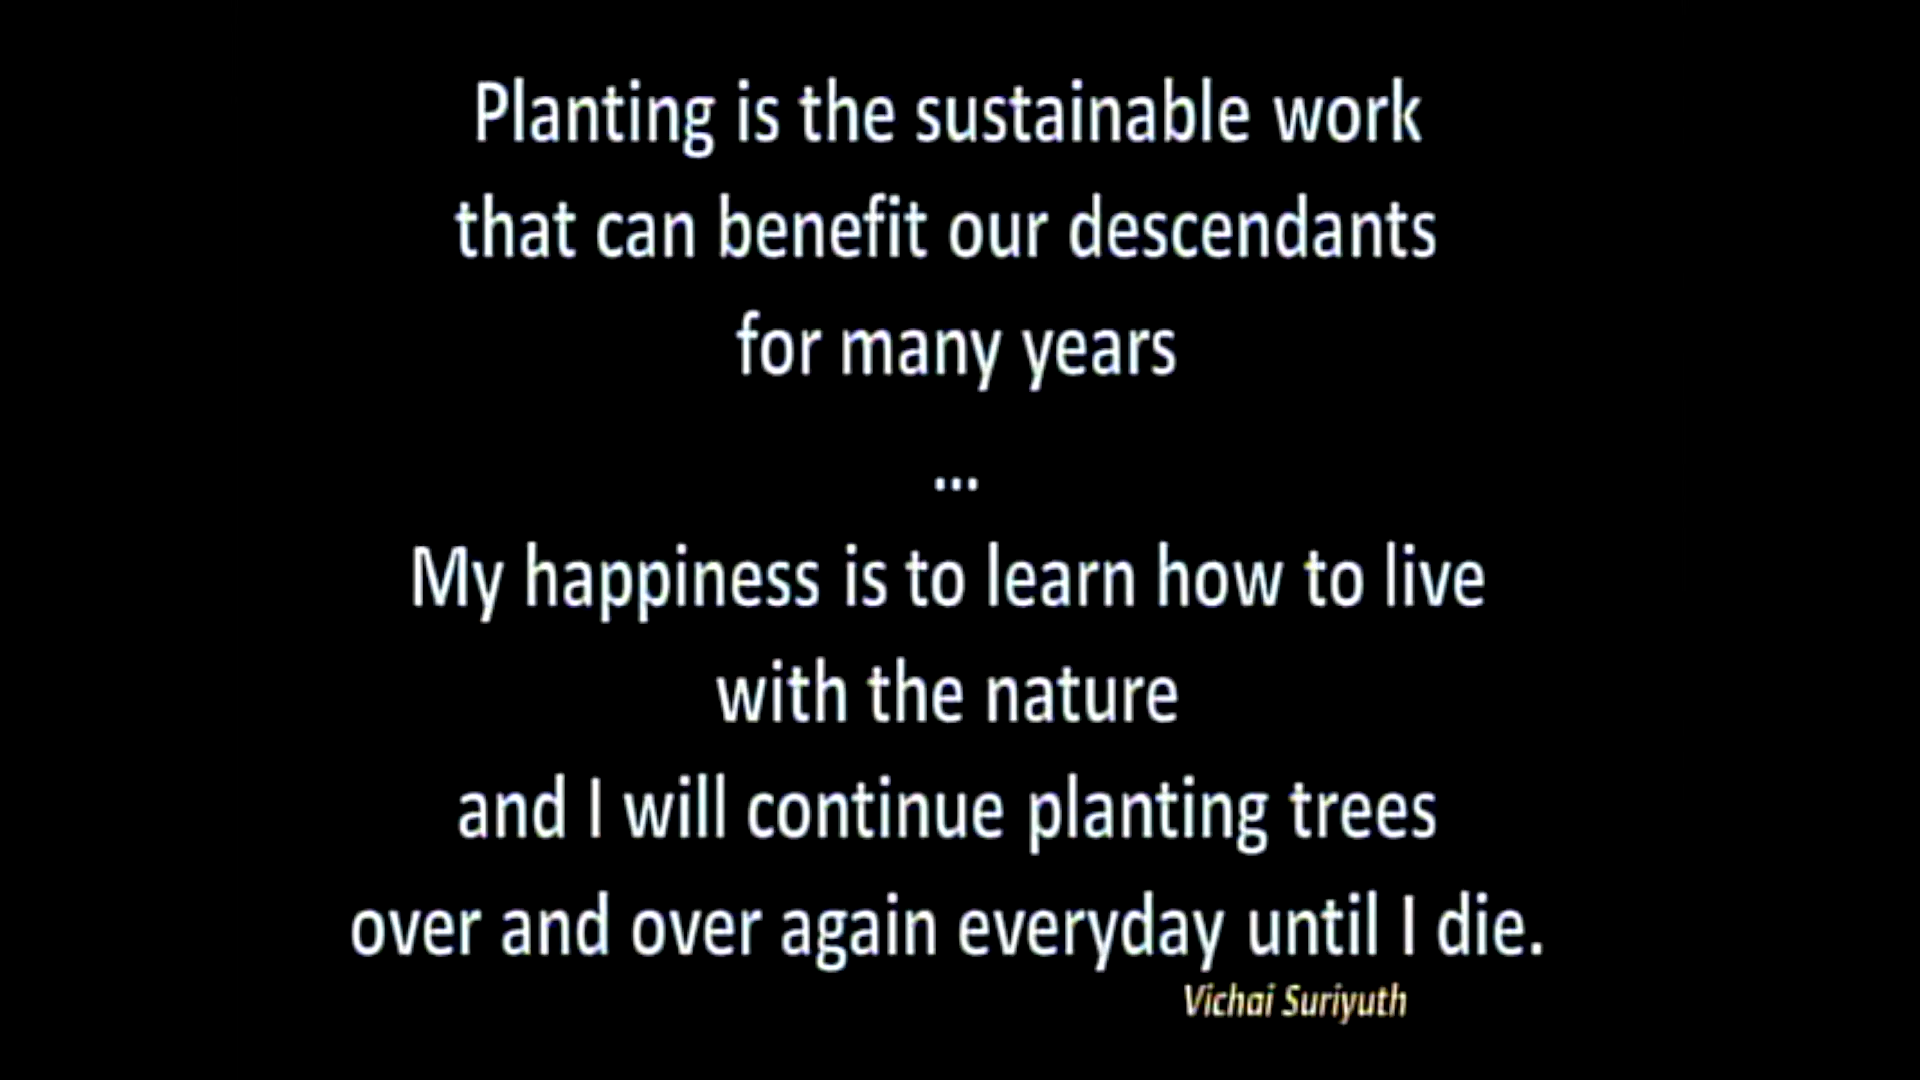 Planting is the sustainable work
that can benefit our descendants
for many years
...
My happiness is to learn how to live
with the nature
and I will continue planting trees
over and over again everyday until I die.
Vichai Suriyuth